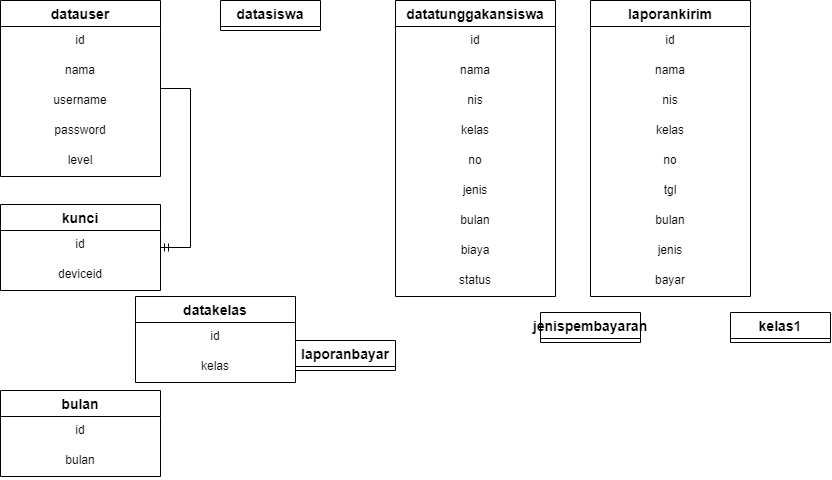 datauser
id
nama
username
password
level
datasiswa
datatunggakansiswa
id
nama
nis
kelas
no
jenis
bulan
biaya
status
laporankirim
id
nama
nis
kelas
no
tgl
bulan
jenis
bayar
kunci
id
deviceid
datakelas
id
kelas
laporanbayar
jenispembayaran
kelas1
bulan
id
bulan